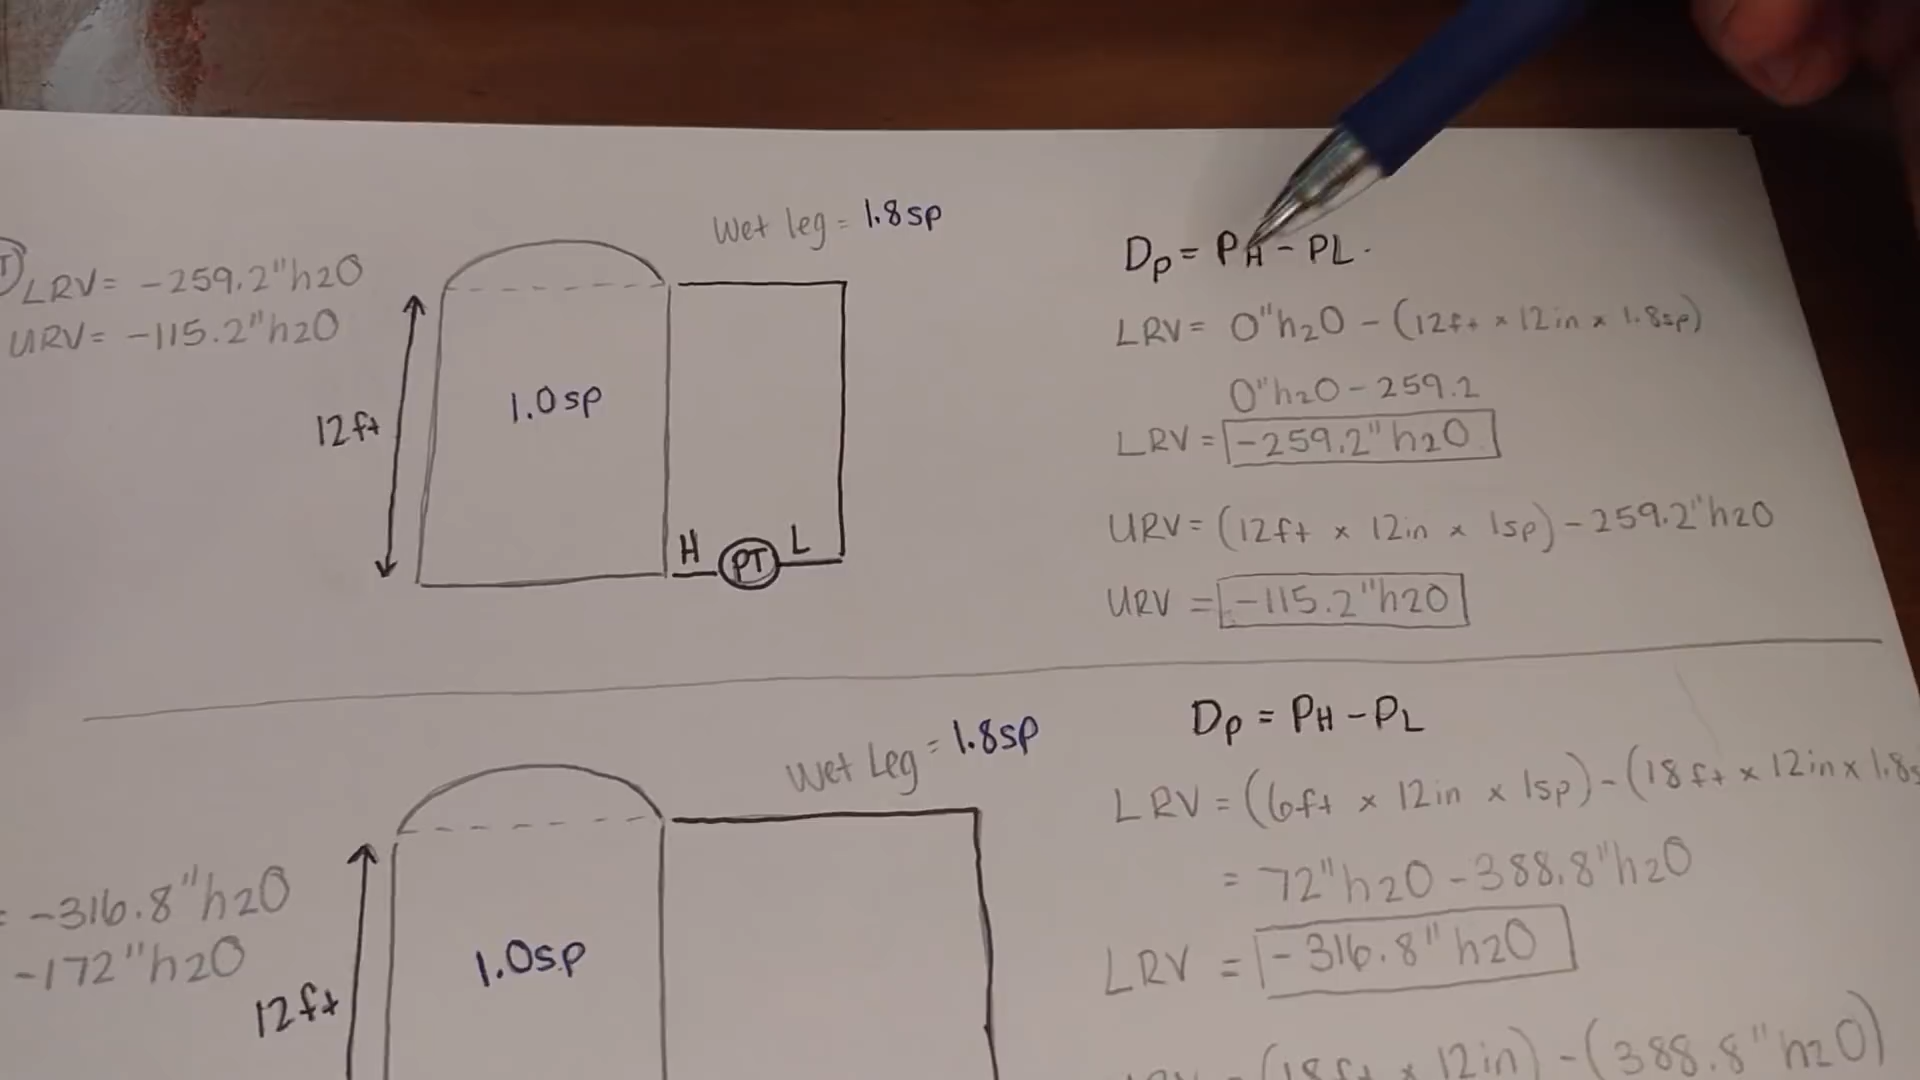 Wet leg = 1.8sp
LRV= -259.2"h2O
URV= -115.2"h2O
12ft
1.0sp
H PT L
Dp = PH - PL
LRV= 0"h2O - (12ft × 12in × 1.8sp)
0"h2O - 259.2
LRV= -259.2"h2O
URV= (12ft × 12in × 1sp) - 259.2"h2O
URV = -115.2"h2O
Wet Leg = 1.8sp
= -316.8"h2O
-172"h2O
12ft
1.0sp
Dp = PH - PL
LRV= (6ft × 12in × 1sp) - (18ft × 12in × 1.8s
= 72"h2O - 388.8"h2O
LRV = -316.8"h2O
(18ft × 12in) - (388.8"h2O)